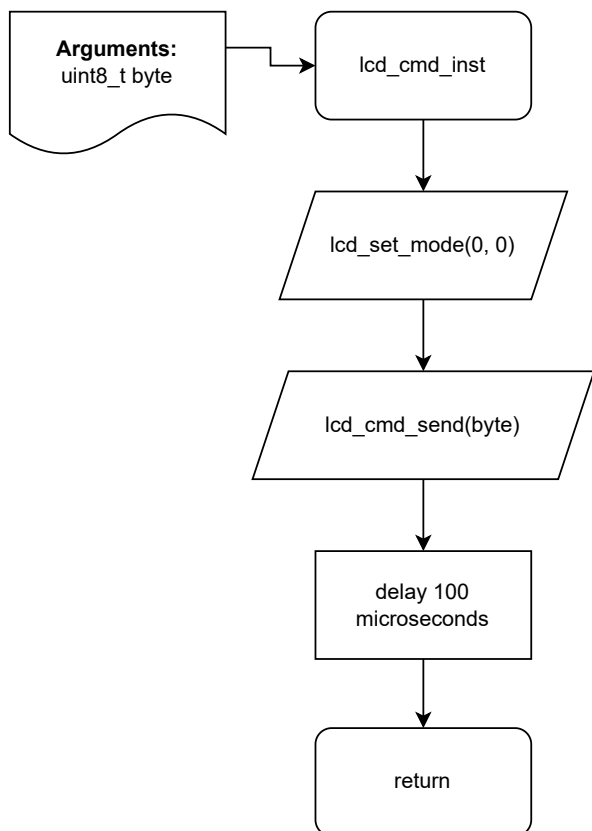 Arguments:
uint8_t byte
lcd_cmd_inst
lcd_set_mode(0, 0)
lcd_cmd_send(byte)
delay 100
microseconds
return